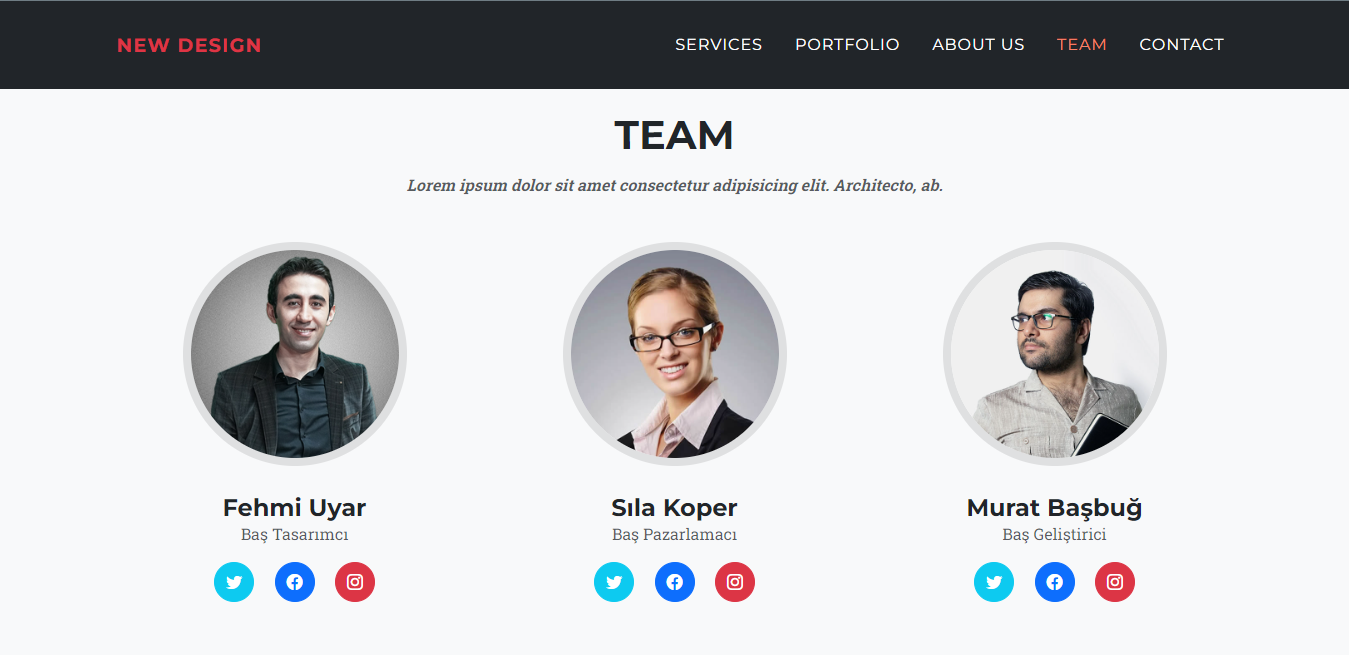 NEW DESIGN
SERVICES PORTFOLIO ABOUT US TEAM CONTACT
TEAM
Lorem ipsum dolor sit amet consectetur adipisicing elit. Architecto, ab.
Fehmi Uyar
Baş Tasarımcı
Sıla Koper
Baş Pazarlamacı
Murat Başbuğ
Baş Geliştirici